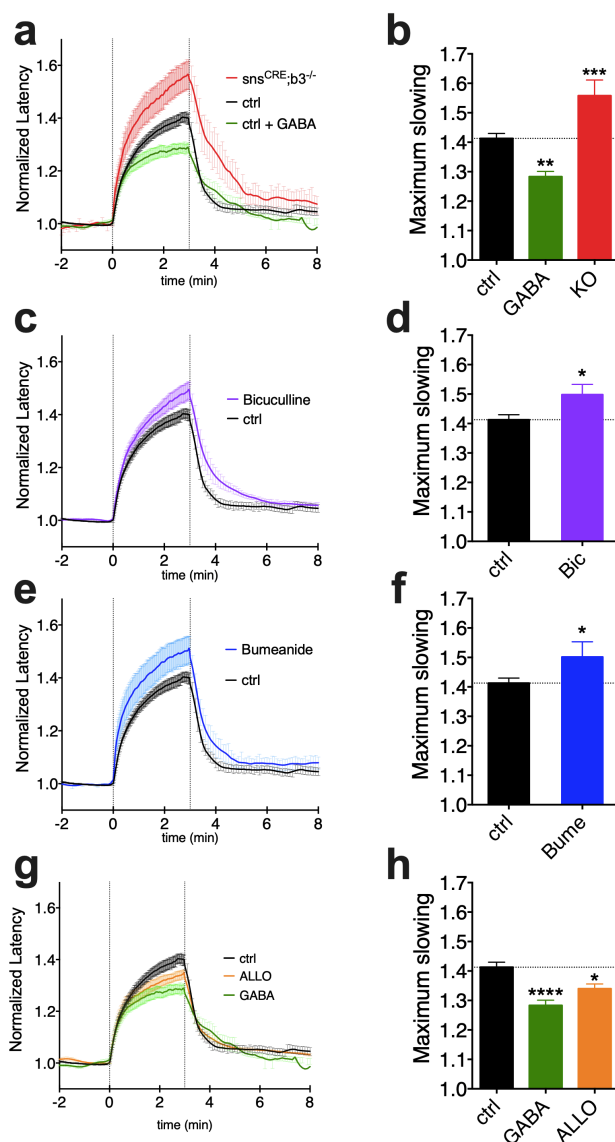 a
Normalized Latency
1.6
1.4
1.2
1.0
-2 0 2 4 6 8
time (min)
snsCRE;b3-/-
ctrl
ctrl + GABA
b
Maximum slowing
1.7
1.6
1.5
1.4
1.3
1.2
1.1
1.0
**
***
ctrl GABA KO
c
Normalized Latency
1.6
1.4
1.2
1.0
-2 0 2 4 6 8
time (min)
Bicuculline
ctrl
d
Maximum slowing
1.7
1.6
1.5
1.4
1.3
1.2
1.1
1.0
*
ctrl Bic
e
Normalized Latency
1.6
1.4
1.2
1.0
-2 0 2 4 6 8
time (min)
Bumeanide
ctrl
f
Maximum slowing
1.7
1.6
1.5
1.4
1.3
1.2
1.1
1.0
*
ctrl Bume
g
Normalized Latency
1.6
1.4
1.2
1.0
-2 0 2 4 6 8
time (min)
ctrl
ALLO
GABA
h
Maximum slowing
1.7
1.6
1.5
1.4
1.3
1.2
1.1
1.0
****
*
ctrl GABA ALLO